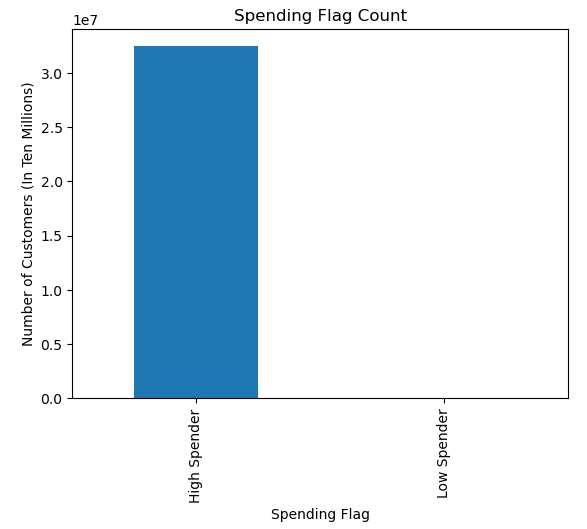 Spending Flag Count
1e7
Number of Customers (In Ten Millions)
3.0
2.5
2.0
1.5
1.0
0.5
0.0
High Spender
Low Spender
Spending Flag